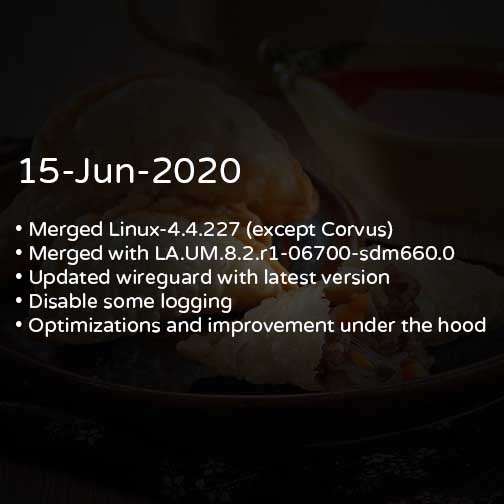 15-Jun-2020
• Merged Linux-4.4.227 (except Corvus)
• Merged with LA.UM.8.2.r1-06700-sdm660.0
• Updated wireguard with latest version
• Disable some logging
• Optimizations and improvement under the hood